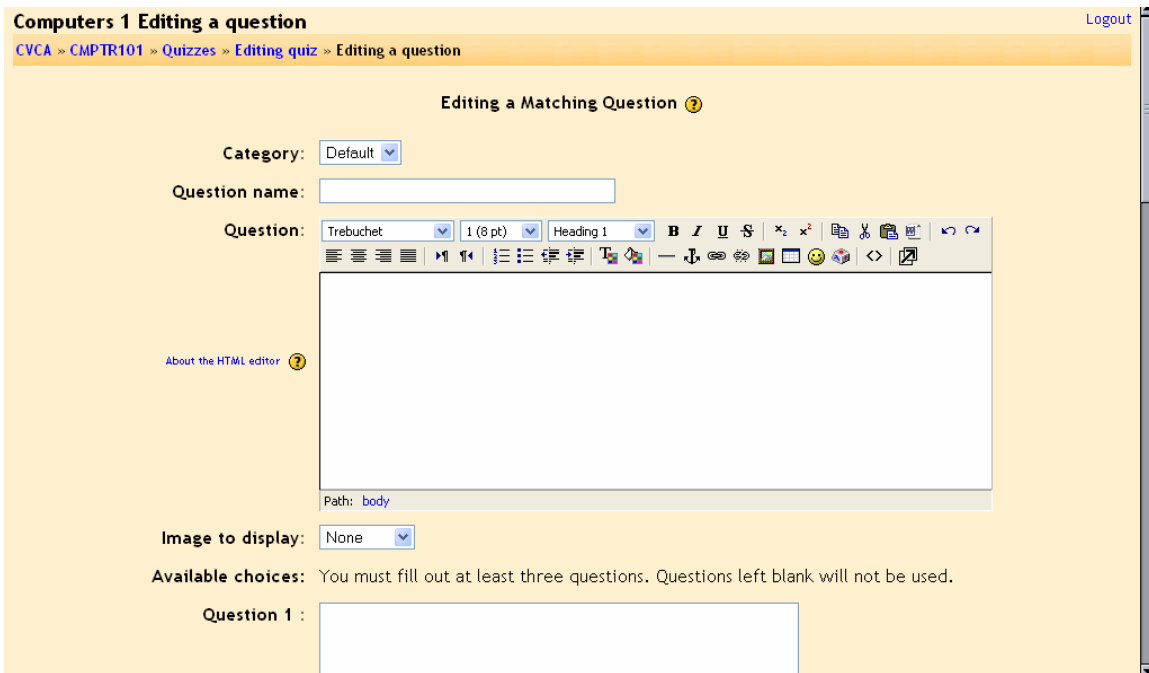 Computers 1 Editing a question
Logout
CVCA » CMPTR101 » Quizzes » Editing quiz » Editing a question
Editing a Matching Question ?
Category: Default
Question name:
Question: Trebuchet 1 (8 pt) Heading 1 B I U S x₂ x²
About the HTML editor ?
Path: body
Image to display: None
Available choices: You must fill out at least three questions. Questions left blank will not be used.
Question 1 :